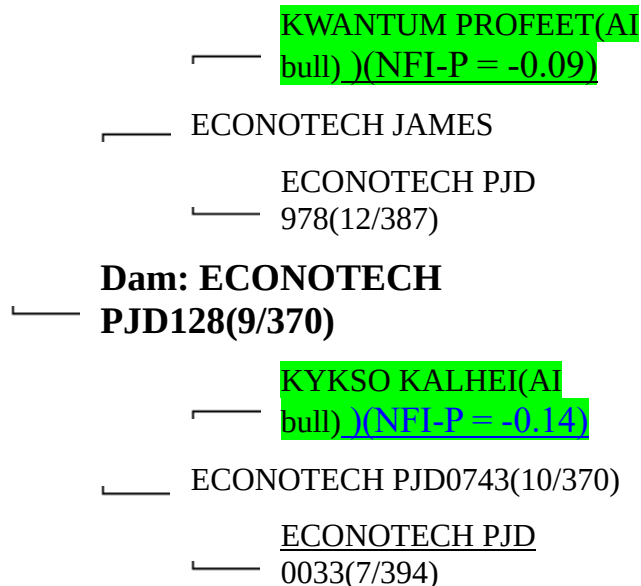 KWANTUM PROFEET(AI
bull) )(NFI-P = -0.09)
ECONOTECH JAMES
ECONOTECH PJD
978(12/387)
Dam: ECONOTECH
PJD128(9/370)
KYKSO KALHEI(AI
bull) )(NFI-P = -0.14)
ECONOTECH PJD0743(10/370)
ECONOTECH PJD
0033(7/394)